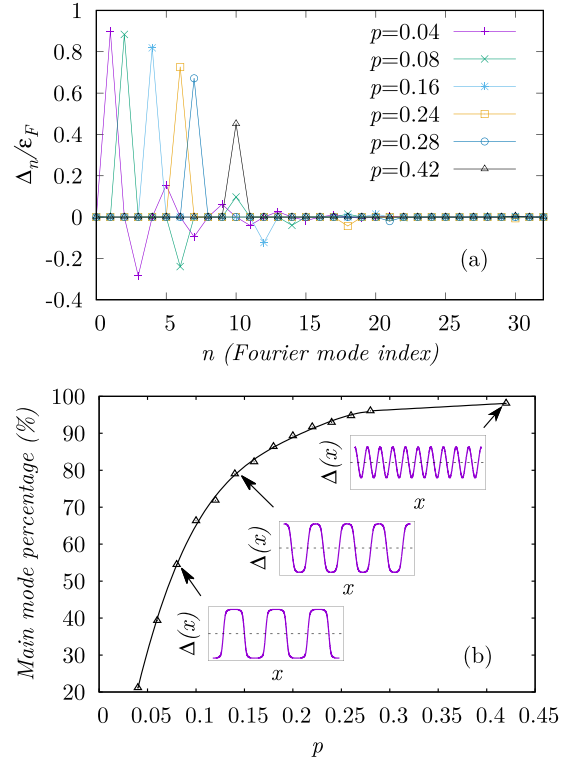 1
0.8
0.6
0.4
0.2
0
-0.2
-0.4
Δn/εF
p=0.04
p=0.08
p=0.16
p=0.24
p=0.28
p=0.42
(a)
0 5 10 15 20 25 30
n (Fourier mode index)
100
90
80
70
60
50
40
30
20
Main mode percentage (%)
Δ(x)
x
Δ(x)
x
Δ(x)
x
(b)
0 0.05 0.1 0.15 0.2 0.25 0.3 0.35 0.4 0.45
p